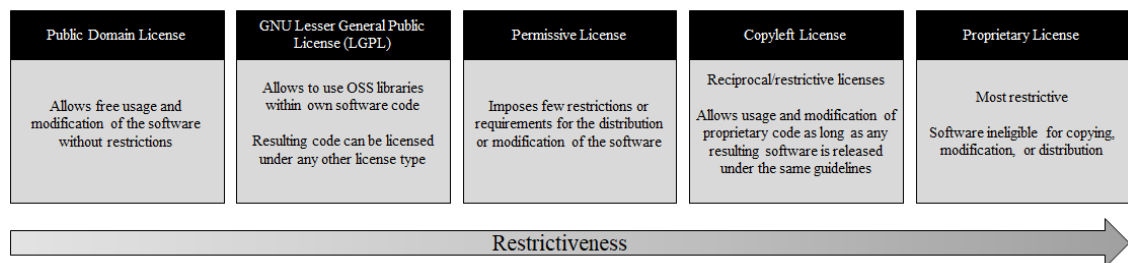 Public Domain License
Allows free usage and
modification of the software
without restrictions
GNU Lesser General Public
License (LGPL)
Allows to use OSS libraries
within own software code
Resulting code can be licensed
under any other license type
Permissive License
Imposes few restrictions or
requirements for the distribution
or modification of the software
Copyleft License
Reciprocal/restrictive licenses
Allows usage and modification of
proprietary code as long as any
resulting software is released
under the same guidelines
Proprietary License
Most restrictive
Software ineligible for copying,
modification, or distribution
Restrictiveness